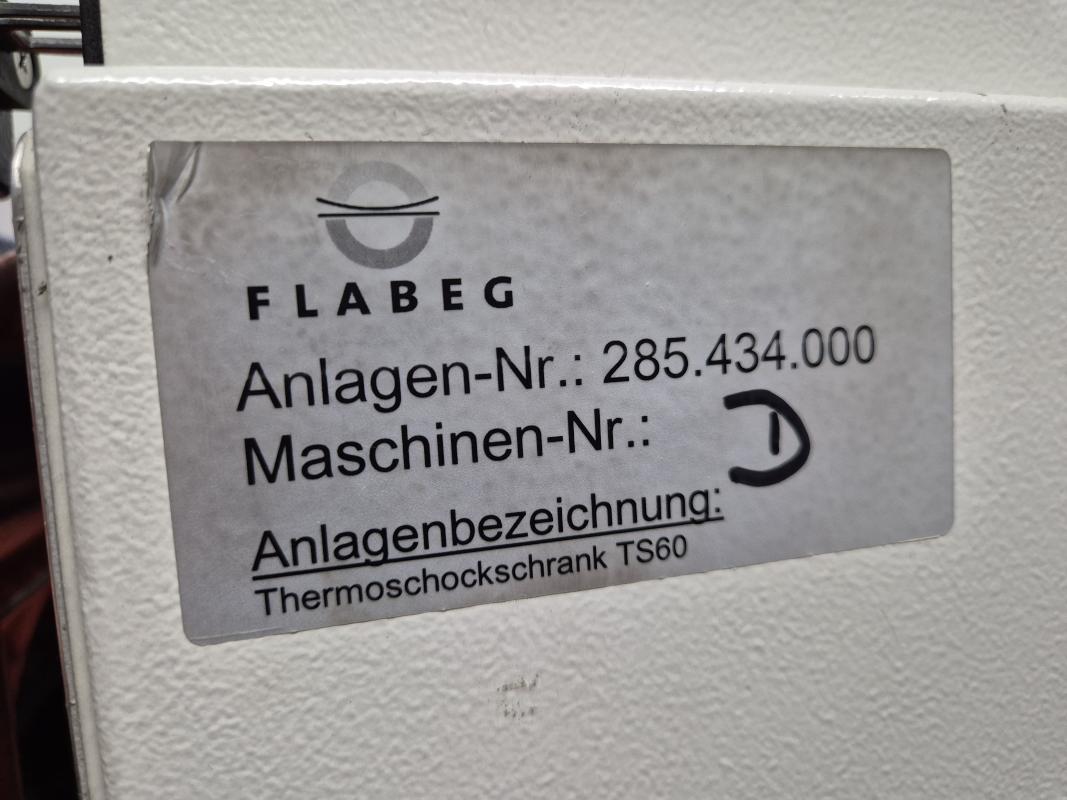 FLABEG
Anlagen-Nr.: 285.434.000
Maschinen-Nr.: D
Anlagenbezeichnung:
Thermoschockschrank TS60